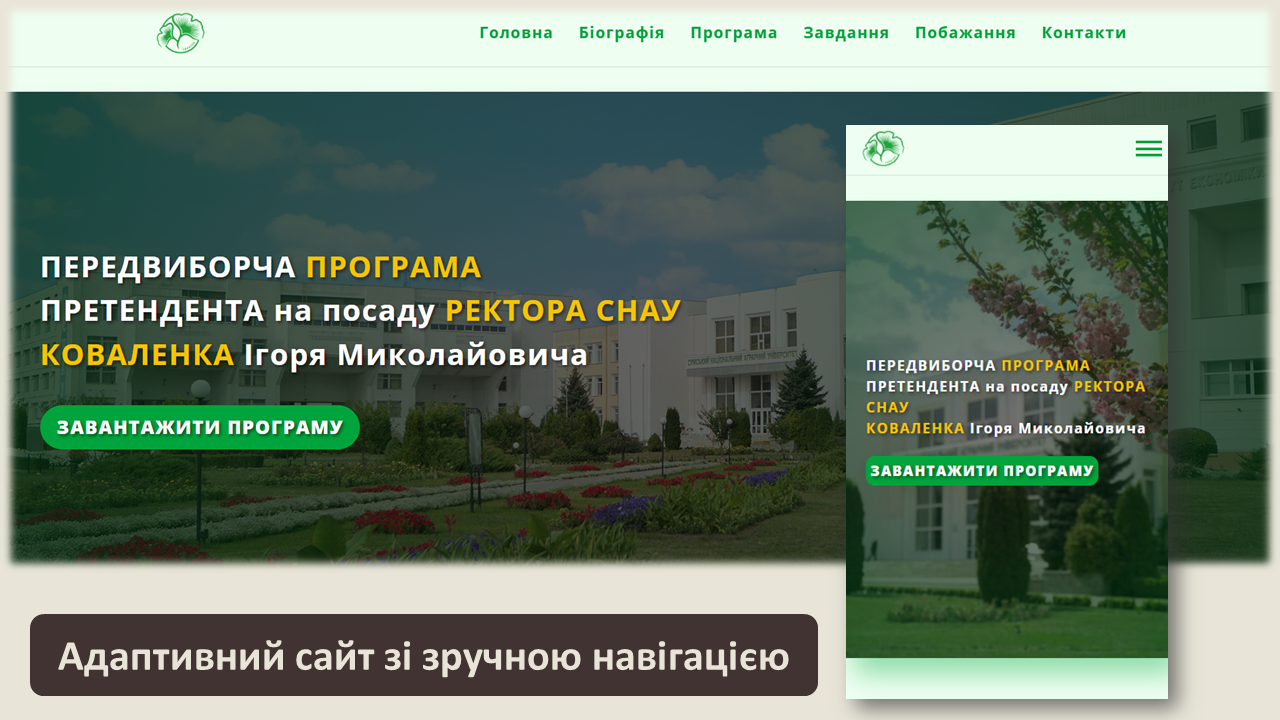 Головна Біографія Програма Завдання Побажання Контакти
ПЕРЕДВИБОРЧА ПРОГРАМА
ПРЕТЕНДЕНТА на посаду РЕКТОРА СНАУ
КОВАЛЕНКА Ігоря Миколайовича
ЗАВАНТАЖИТИ ПРОГРАМУ
ПЕРЕДВИБОРЧА ПРОГРАМА
ПРЕТЕНДЕНТА на посаду РЕКТОРА
СНАУ
КОВАЛЕНКА Ігоря Миколайовича
ЗАВАНТАЖИТИ ПРОГРАМУ
Адаптивний сайт зі зручною навігацією